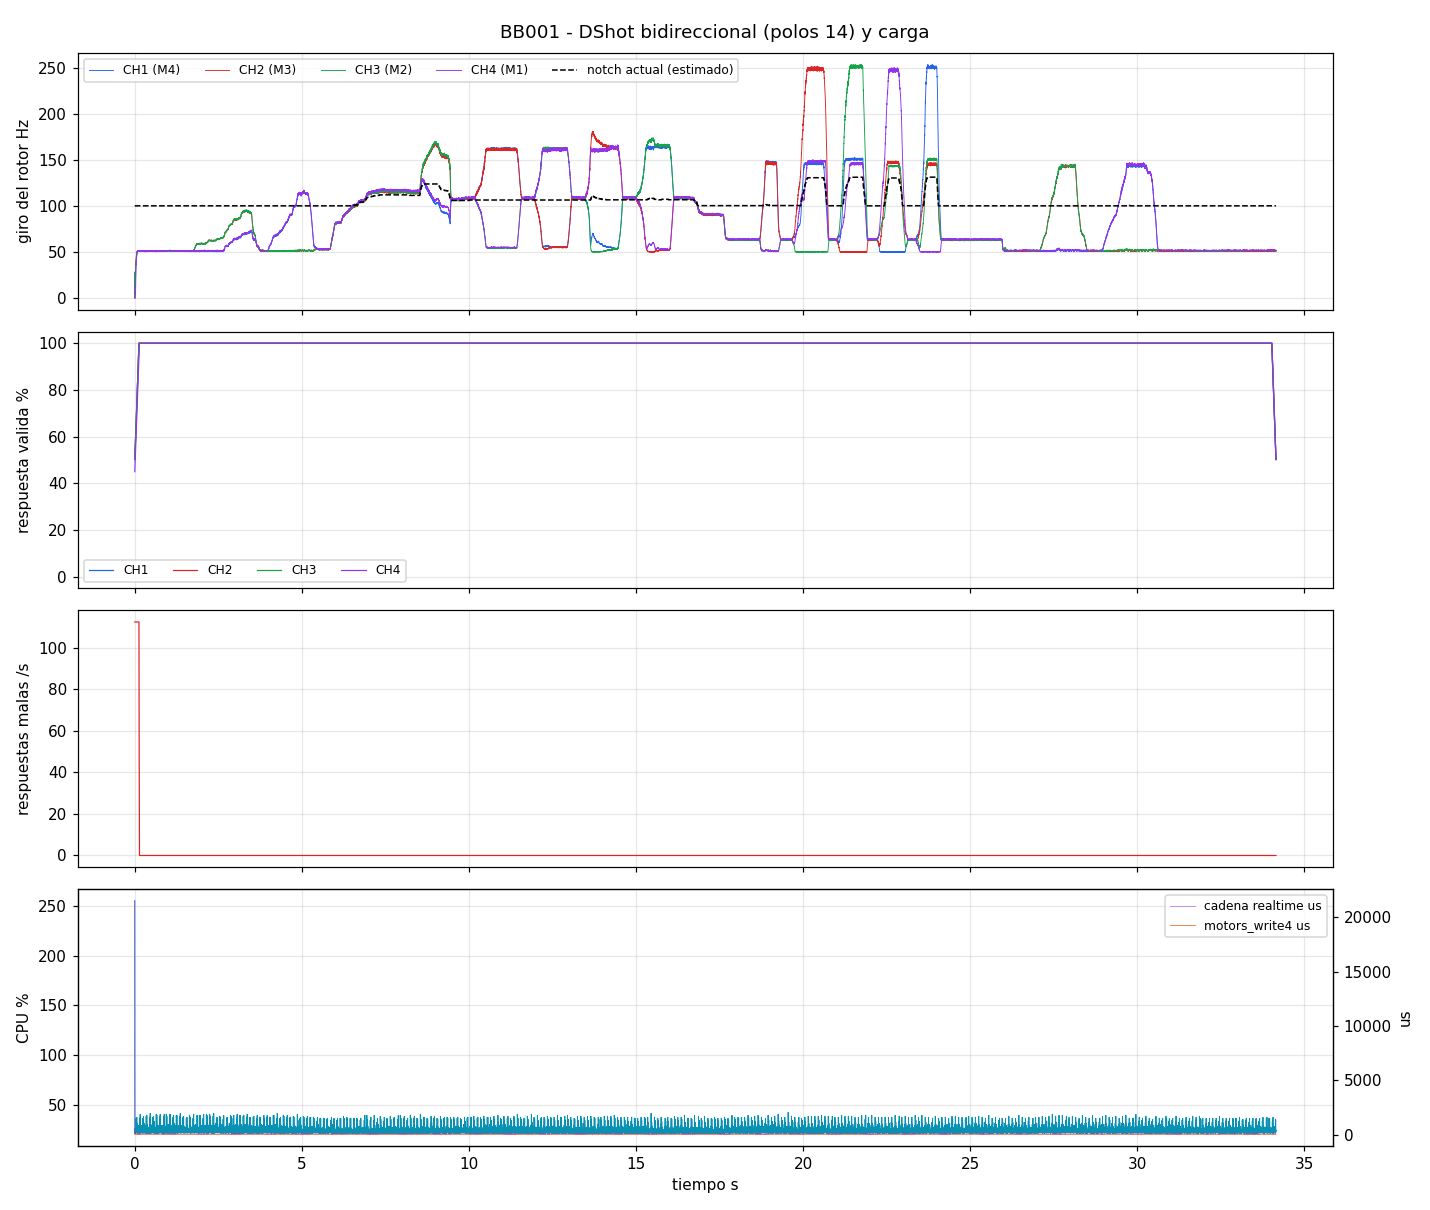 BB001 - DShot bidireccional (polos 14) y carga
CH1 (M4) CH2 (M3) CH3 (M2) CH4 (M1) notch actual (estimado)
giro del rotor Hz
250
200
150
100
50
0
respuesta valida %
100
80
60
40
20
0
CH1 CH2 CH3 CH4
respuestas malas /s
100
80
60
40
20
0
CPU %
250
200
150
100
50
cadena realtime us
motors_write4 us
20000
15000
10000
5000
0
us
0 5 10 15 20 25 30 35
tiempo s